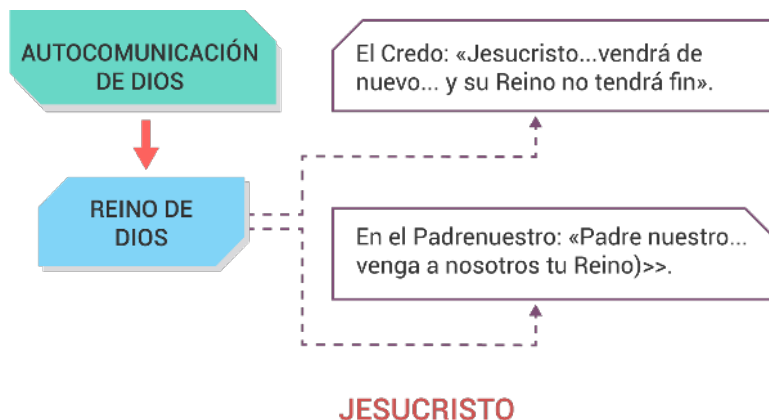 AUTOCOMUNICACIÓN
DE DIOS
El Credo: «Jesucristo...vendrá de
nuevo... y su Reino no tendrá fin».
REINO DE
DIOS
En el Padrenuestro: «Padre nuestro...
venga a nosotros tu Reino)>>.
JESUCRISTO